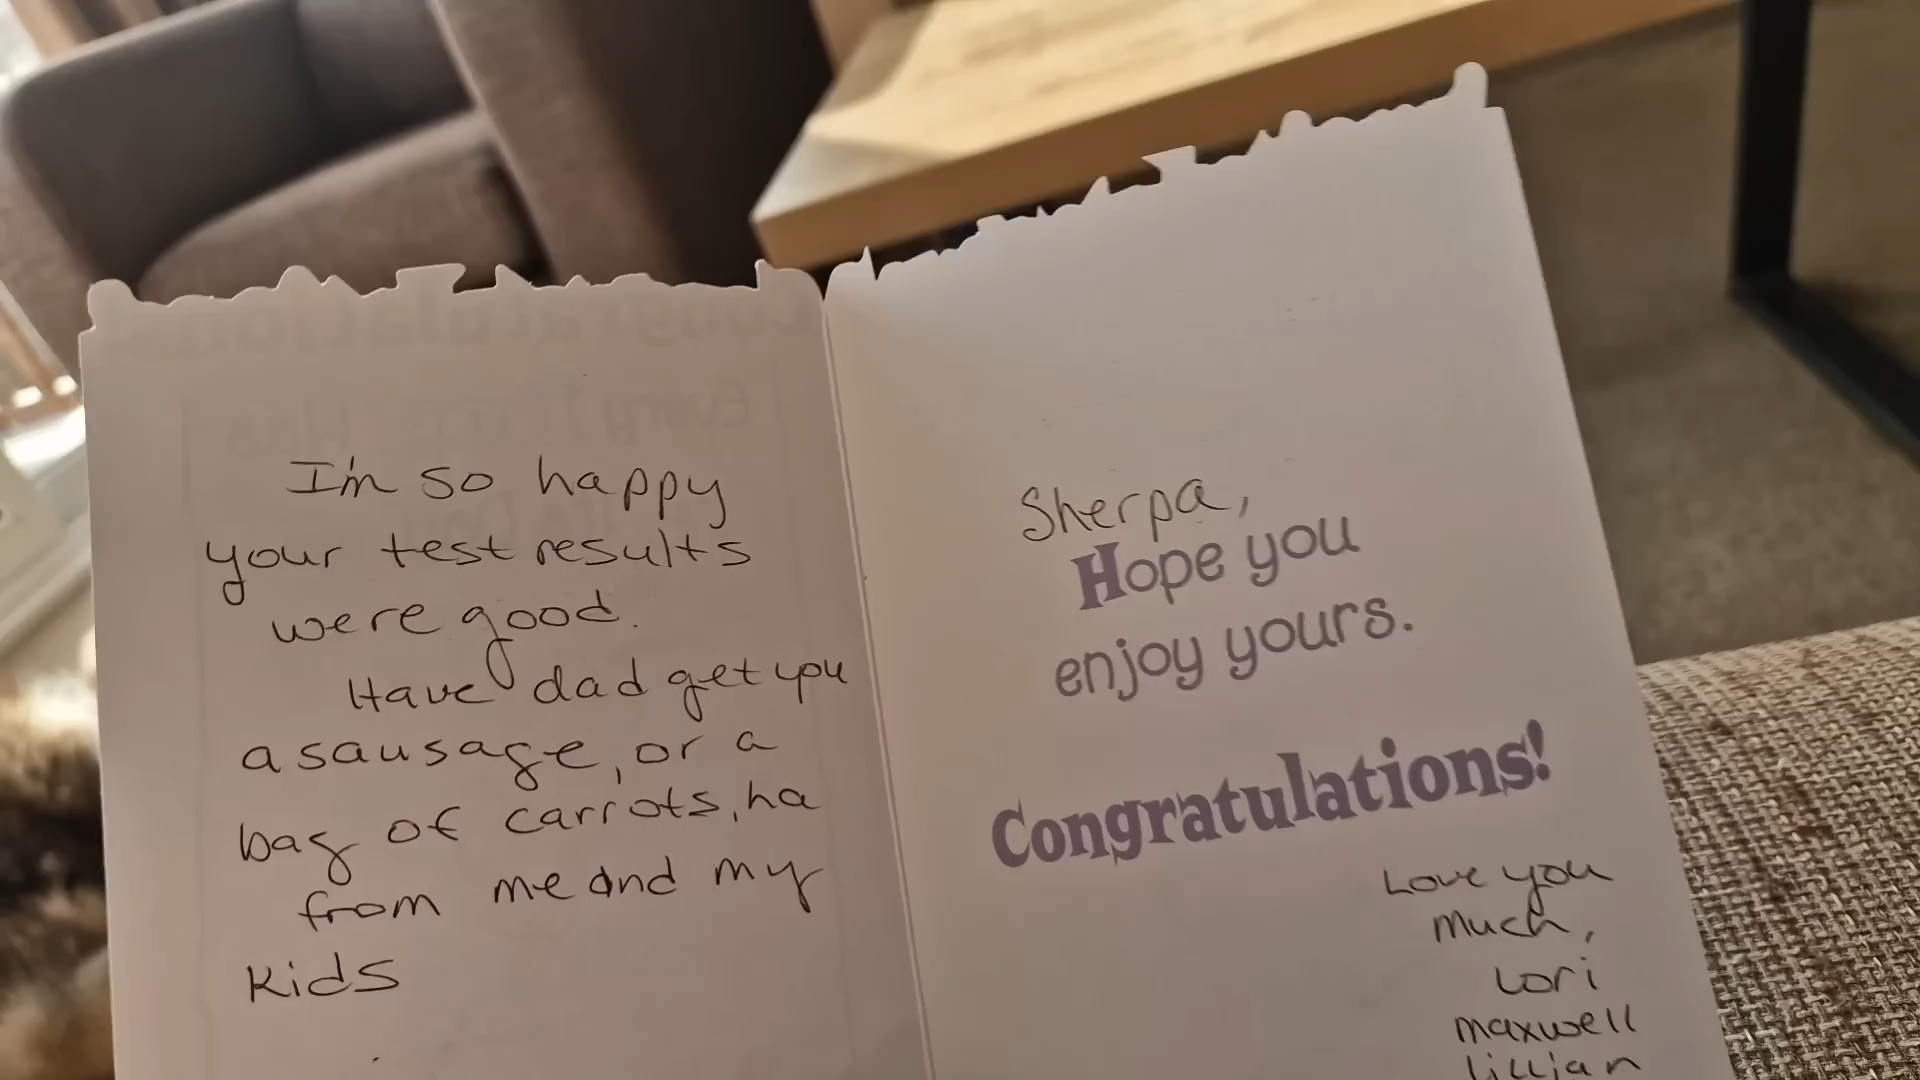 I'm so happy
your test results
were good.
Have dad get you
a sausage, or a
bag of carrots, ha
from me and my
kids
Sherpa,
Hope you
enjoy yours.
Congratulations!
Love you
much,
Lori
maxwell
lillian